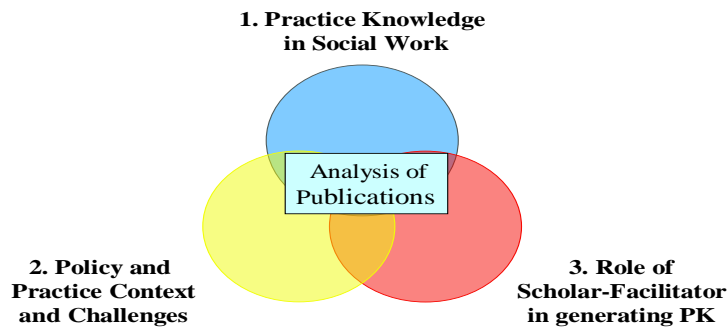 1. Practice Knowledge
in Social Work
Analysis of
Publications
2. Policy and
Practice Context
and Challenges
3. Role of
Scholar-Facilitator
in generating PK